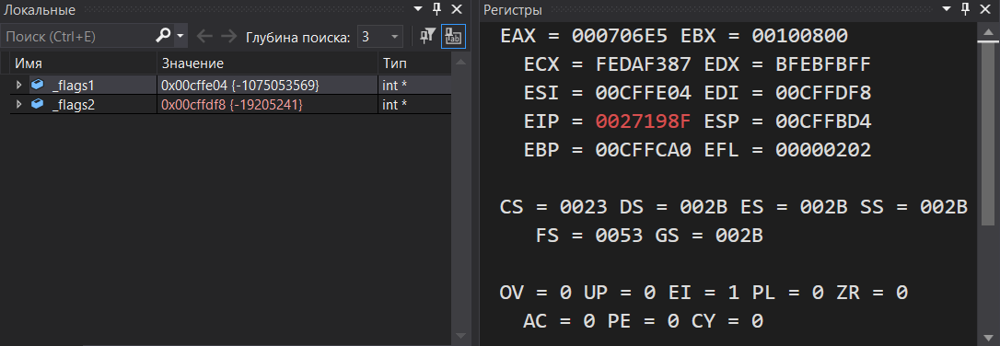 Локальные
Поиск (Ctrl+E) Глубина поиска: 3
Имя Значение Тип
_flags1 0x00cffe04 {-1075053569} int *
_flags2 0x00cffdf8 {-19205241} int *
Регистры
EAX = 000706E5 EBX = 00100800
ECX = FEDAF387 EDX = BFEBFBFF
ESI = 00CFFE04 EDI = 00CFFDF8
EIP = 0027198F ESP = 00CFFBD4
EBP = 00CFFCA0 EFL = 00000202
CS = 0023 DS = 002B ES = 002B SS = 002B
FS = 0053 GS = 002B
OV = 0 UP = 0 EI = 1 PL = 0 ZR = 0
AC = 0 PE = 0 CY = 0